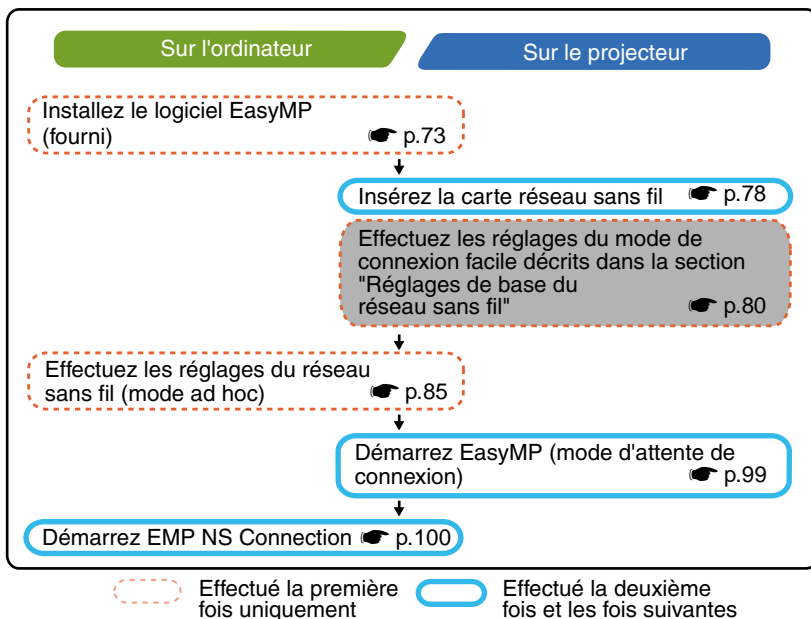 Sur l'ordinateur
Sur le projecteur
Installez le logiciel EasyMP
(fourni) p.73
Insérez la carte réseau sans fil p.78
Effectuez les réglages du mode de
connexion facile décrits dans la section
"Réglages de base du
réseau sans fil" p.80
Effectuez les réglages du réseau
sans fil (mode ad hoc) p.85
Démarrez EasyMP (mode d'attente de
connexion) p.99
Démarrez EMP NS Connection p.100
Effectué la première
fois uniquement
Effectué la deuxième
fois et les fois suivantes